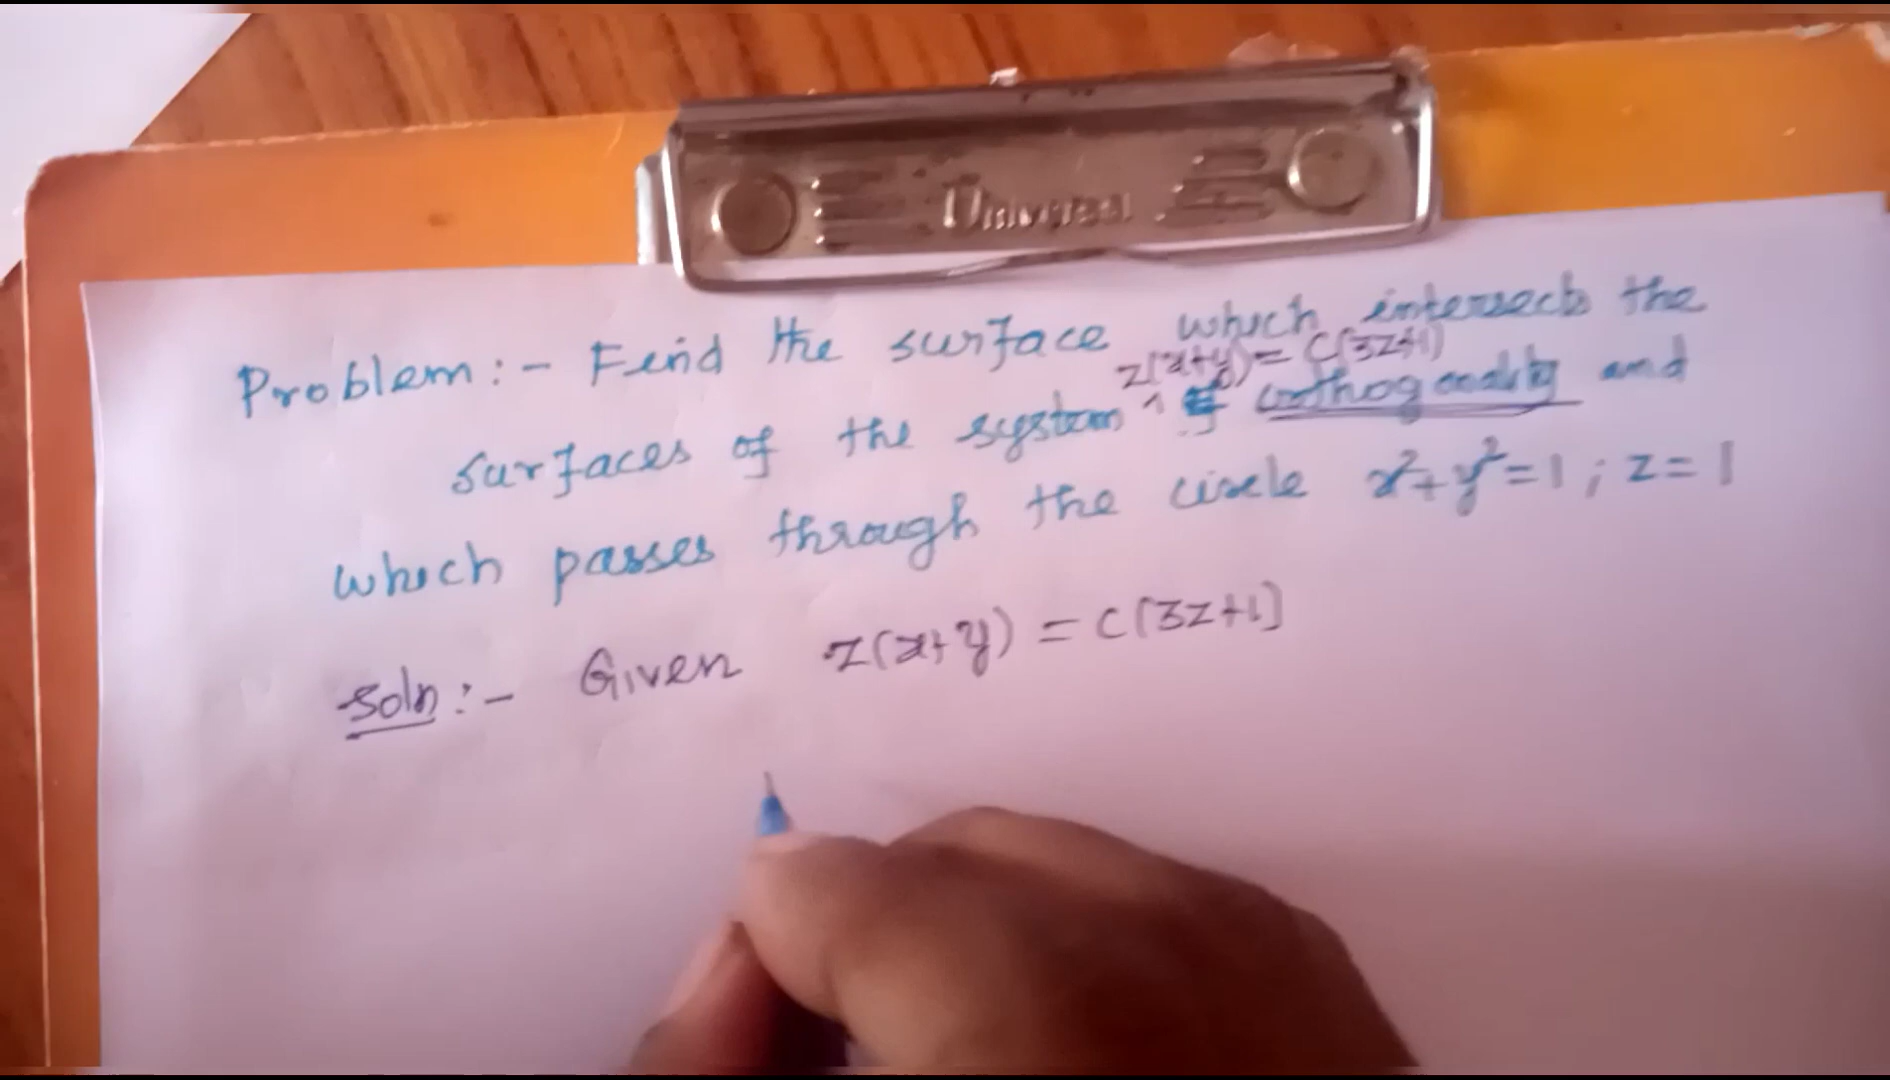 Universal
Problem:- Find the surface which intersects the
z(x+y)= C(3z+1)
surfaces of the system ^ orthogonally and
which passes through the circle x²+y²=1; z=1
Soln:- Given z(x+y) = C(3z+1)